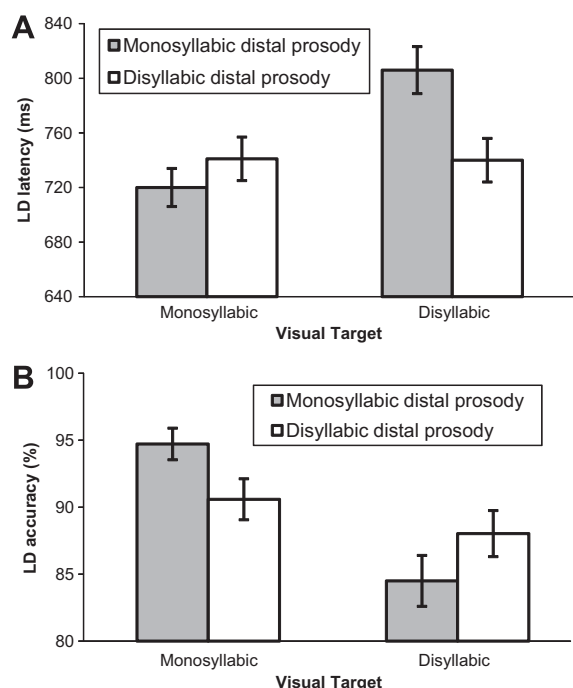 A
840
800
760
720
680
640
LD latency (ms)
Monosyllabic distal prosody
Disyllabic distal prosody
Monosyllabic Disyllabic
Visual Target
B
100
95
90
85
80
LD accuracy (%)
Monosyllabic distal prosody
Disyllabic distal prosody
Monosyllabic Disyllabic
Visual Target